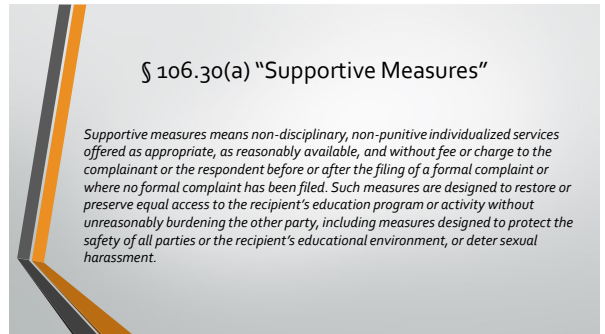 § 106.30(a) “Supportive Measures”
Supportive measures means non-disciplinary, non-punitive individualized services
offered as appropriate, as reasonably available, and without fee or charge to the
complainant or the respondent before or after the filing of a formal complaint or
where no formal complaint has been filed. Such measures are designed to restore or
preserve equal access to the recipient’s education program or activity without
unreasonably burdening the other party, including measures designed to protect the
safety of all parties or the recipient’s educational environment, or deter sexual
harassment.